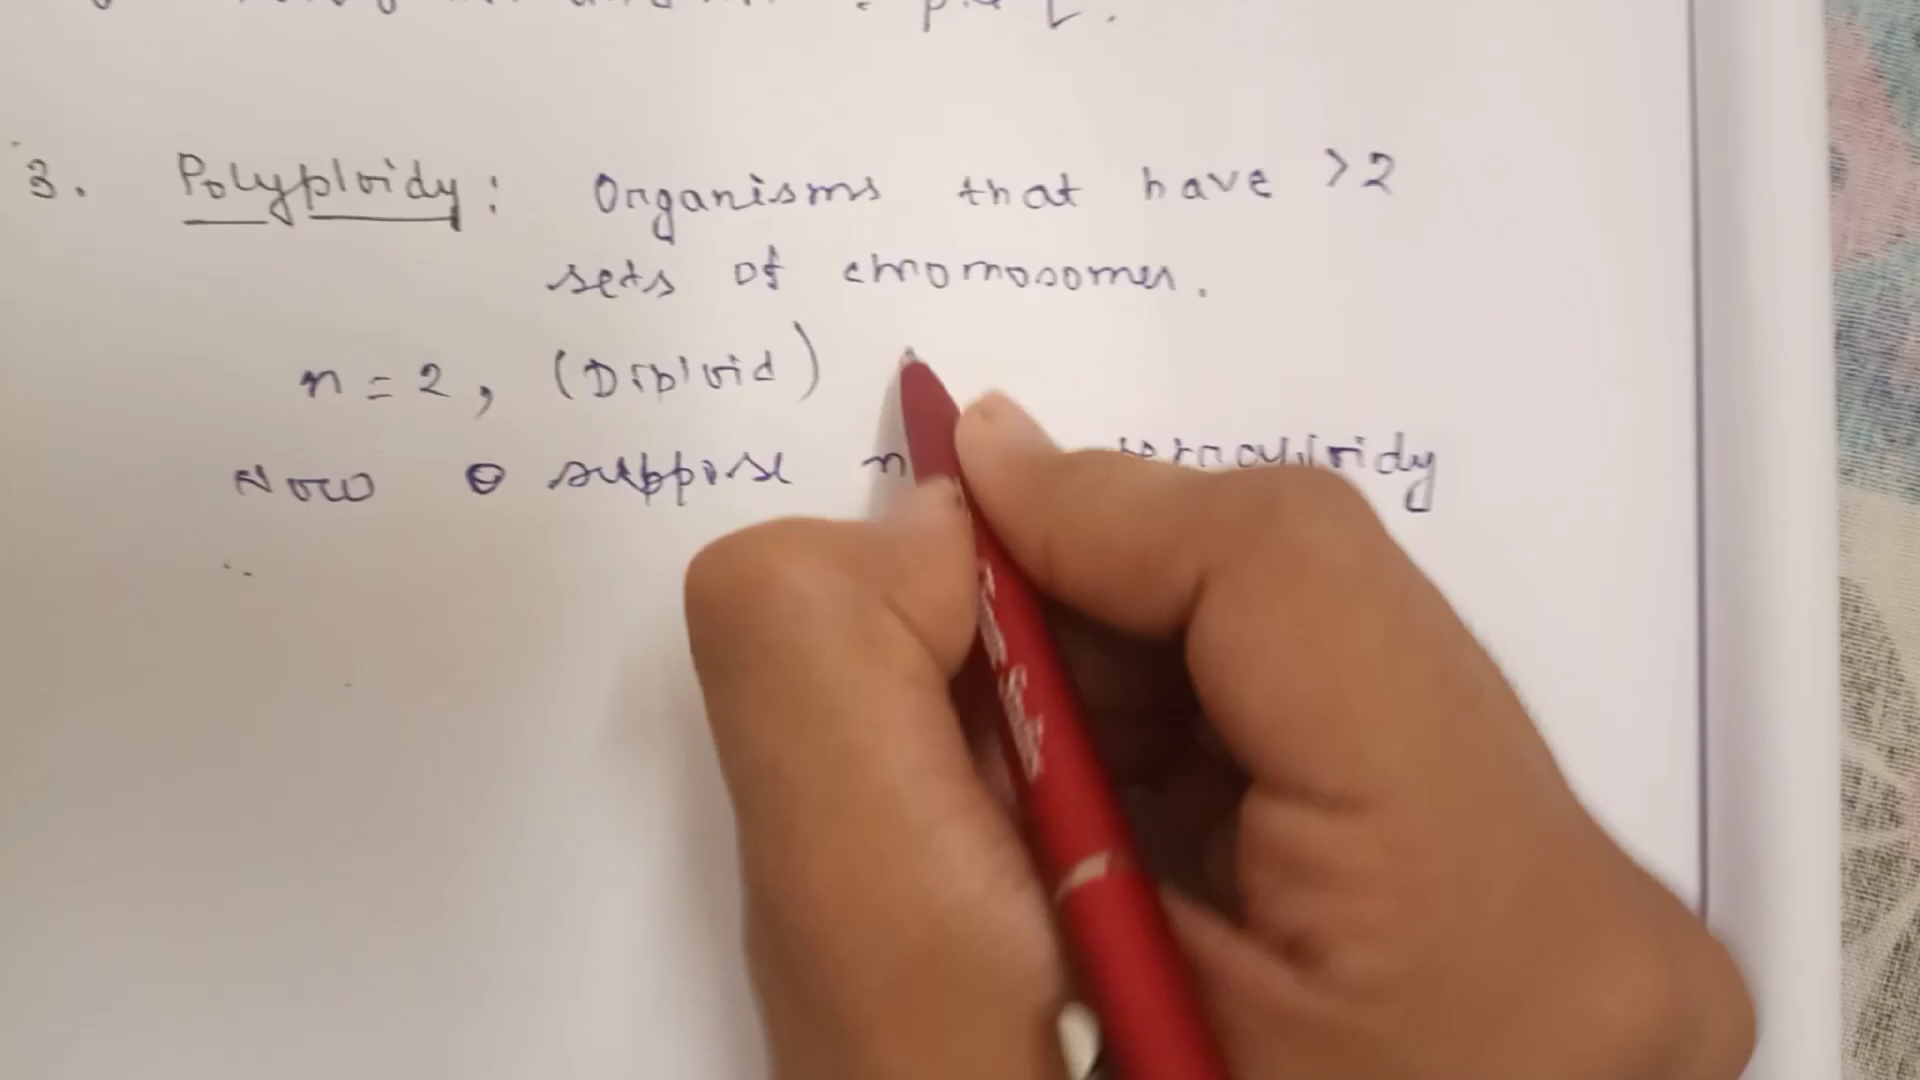 3. Polyploidy: Organisms that have >2
sets of chromosomes.
n = 2, (Diploid)
Now suppose n